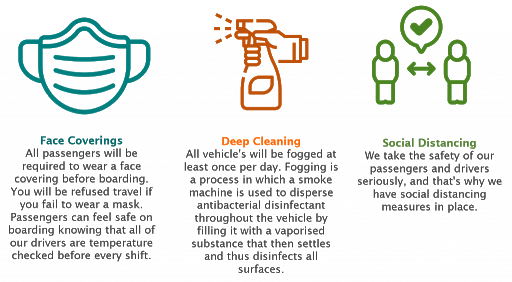 Face Coverings
All passengers will be
required to wear a face
covering before boarding.
You will be refused travel if
you fail to wear a mask.
Passengers can feel safe on
boarding knowing that all of
our drivers are temperature
checked before every shift.
Deep Cleaning
All vehicle's will be fogged at
least once per day. Fogging is
a process in which a smoke
machine is used to disperse
antibacterial disinfectant
throughout the vehicle by
filling it with a vaporised
substance that then settles
and thus disinfects all
surfaces.
Social Distancing
We take the safety of our
passengers and drivers
seriously, and that's why we
have social distancing
measures in place.